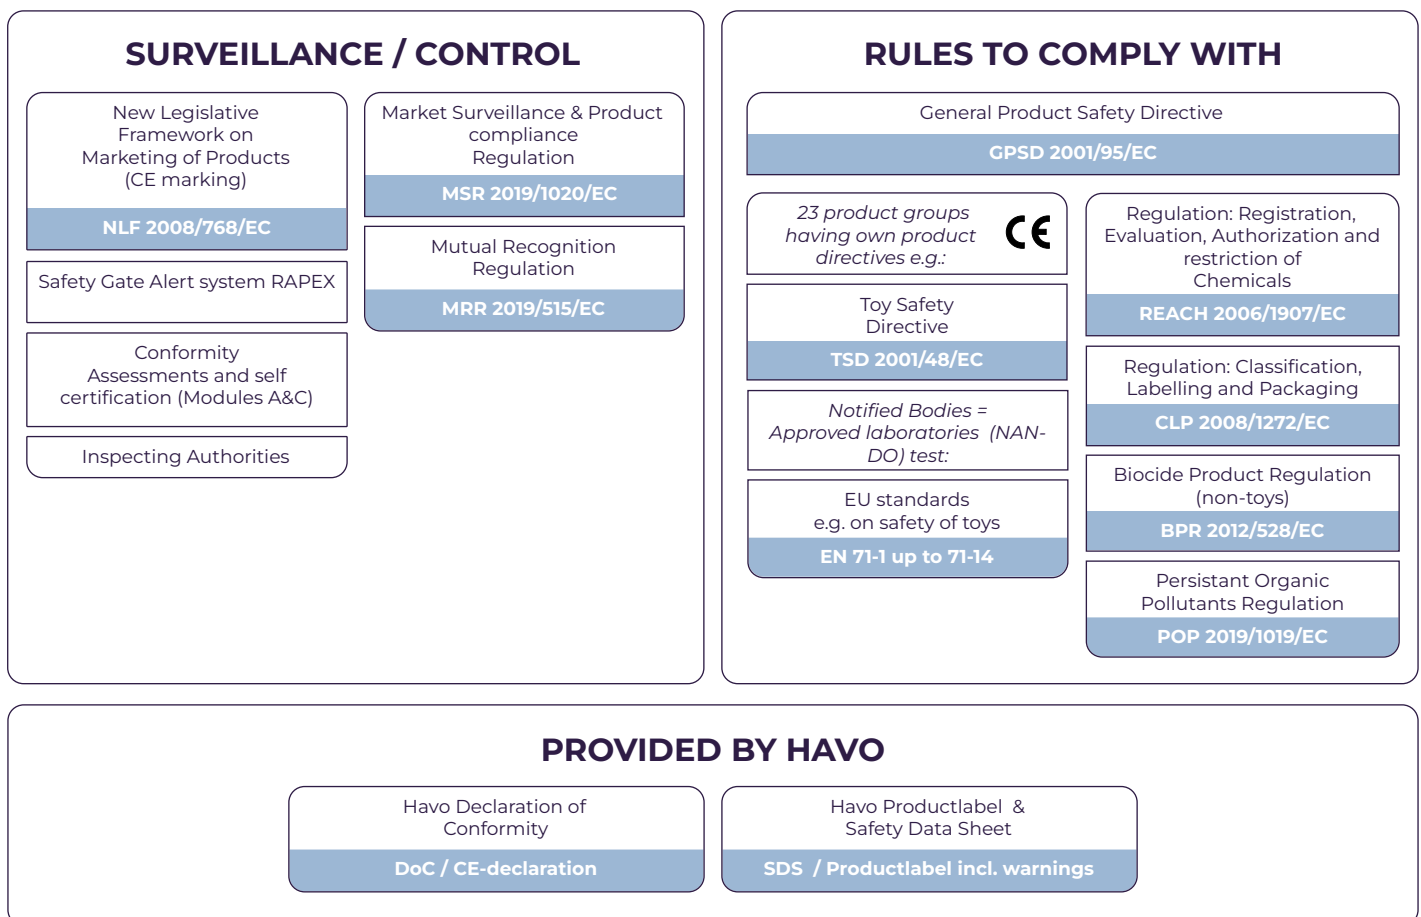 SURVEILLANCE / CONTROL
New Legislative
Framework on
Marketing of Products
(CE marking)
NLF 2008/768/EC
Safety Gate Alert system RAPEX
Conformity
Assessments and self
certification (Modules A&C)
Inspecting Authorities
Market Surveillance & Product
compliance
Regulation
MSR 2019/1020/EC
Mutual Recognition
Regulation
MRR 2019/515/EC
RULES TO COMPLY WITH
General Product Safety Directive
GPSD 2001/95/EC
23 product groups
having own product
directives e.g.:
CE
Toy Safety
Directive
TSD 2001/48/EC
Notified Bodies =
Approved laboratories (NAN-
DO) test:
EU standards
e.g. on safety of toys
EN 71-1 up to 71-14
Regulation: Registration,
Evaluation, Authorization and
restriction of
Chemicals
REACH 2006/1907/EC
Regulation: Classification,
Labelling and Packaging
CLP 2008/1272/EC
Biocide Product Regulation
(non-toys)
BPR 2012/528/EC
Persistant Organic
Pollutants Regulation
POP 2019/1019/EC
PROVIDED BY HAVO
Havo Declaration of
Conformity
DoC / CE-declaration
Havo Productlabel &
Safety Data Sheet
SDS / Productlabel incl. warnings